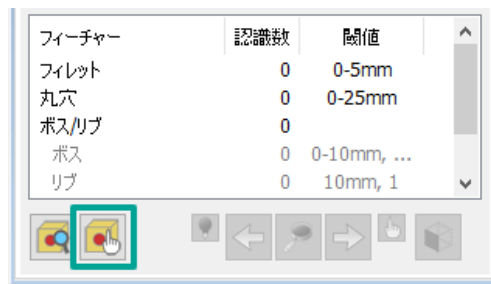 フィーチャー 認識数 閾値
フィレット 0 0-5mm
丸穴 0 0-25mm
ボス/リブ 0
ボス 0 0-10mm, ...
リブ 0 10mm, 1